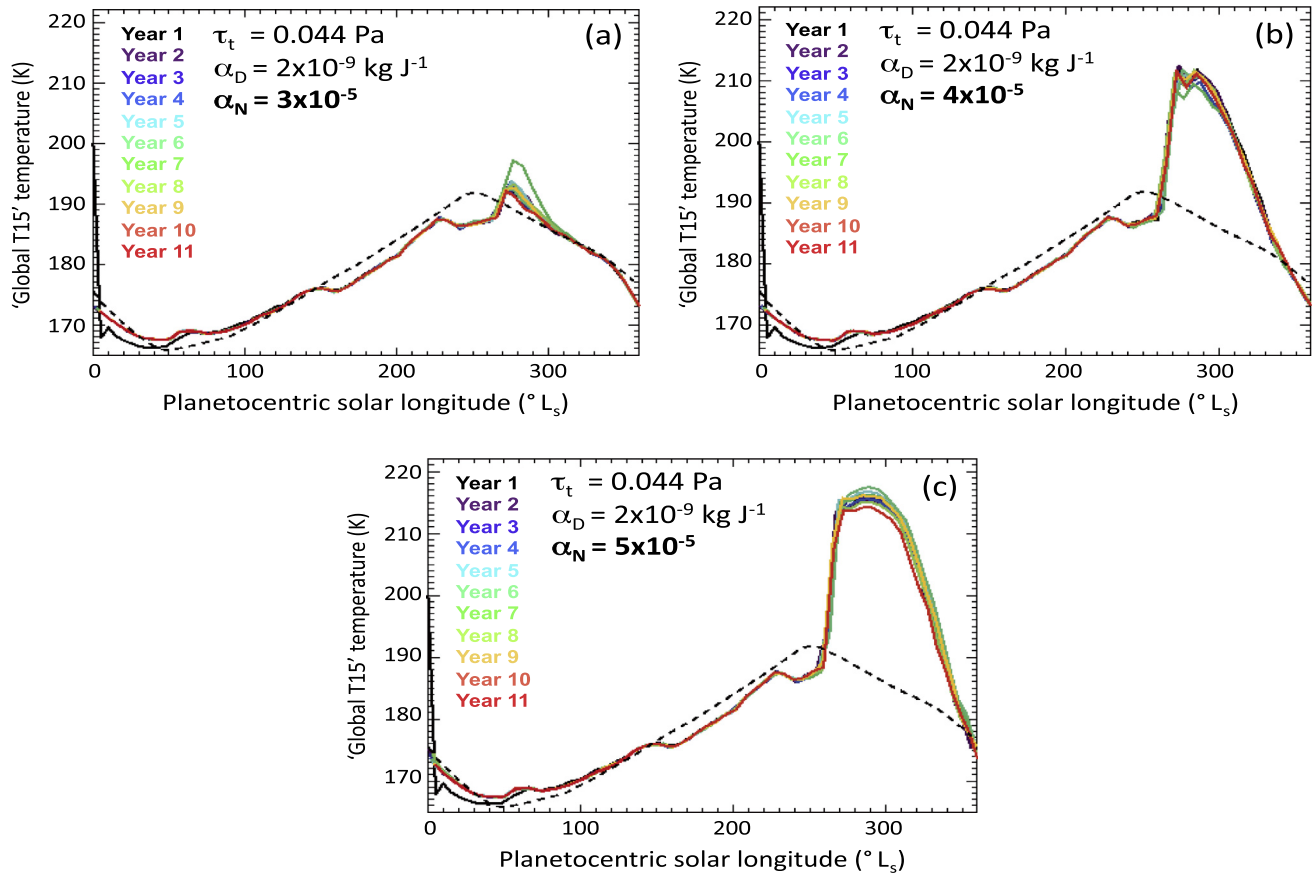 (a)
τt = 0.044 Pa
αD = 2x10-9 kg J-1
αN = 3x10-5
Year 1
Year 2
Year 3
Year 4
Year 5
Year 6
Year 7
Year 8
Year 9
Year 10
Year 11
220
210
200
190
180
170
‘Global T15’ temperature (K)
0
100
200
300
Planetocentric solar longitude (° Ls)
(b)
τt = 0.044 Pa
αD = 2x10-9 kg J-1
αN = 4x10-5
Year 1
Year 2
Year 3
Year 4
Year 5
Year 6
Year 7
Year 8
Year 9
Year 10
Year 11
220
210
200
190
180
170
‘Global T15’ temperature (K)
0
100
200
300
Planetocentric solar longitude (° Ls)
(c)
τt = 0.044 Pa
αD = 2x10-9 kg J-1
αN = 5x10-5
Year 1
Year 2
Year 3
Year 4
Year 5
Year 6
Year 7
Year 8
Year 9
Year 10
Year 11
220
210
200
190
180
170
‘Global T15’ temperature (K)
0
100
200
300
Planetocentric solar longitude (° Ls)